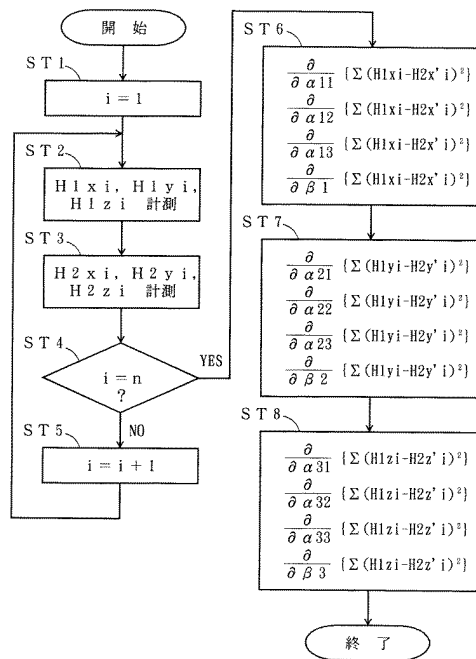 開 始
ST1
i = 1
ST2
H1xi, H1yi,
H1zi 計測
ST3
H2xi, H2yi,
H2zi 計測
ST4
i = n
?
YES
NO
ST5
i = i + 1
ST6
∂/∂α11 {Σ(H1xi-H2x'i)²}
∂/∂α12 {Σ(H1xi-H2x'i)²}
∂/∂α13 {Σ(H1xi-H2x'i)²}
∂/∂β1 {Σ(H1xi-H2x'i)²}
ST7
∂/∂α21 {Σ(H1yi-H2y'i)²}
∂/∂α22 {Σ(H1yi-H2y'i)²}
∂/∂α23 {Σ(H1yi-H2y'i)²}
∂/∂β2 {Σ(H1yi-H2y'i)²}
ST8
∂/∂α31 {Σ(H1zi-H2z'i)²}
∂/∂α32 {Σ(H1zi-H2z'i)²}
∂/∂α33 {Σ(H1zi-H2z'i)²}
∂/∂β3 {Σ(H1zi-H2z'i)²}
終 了